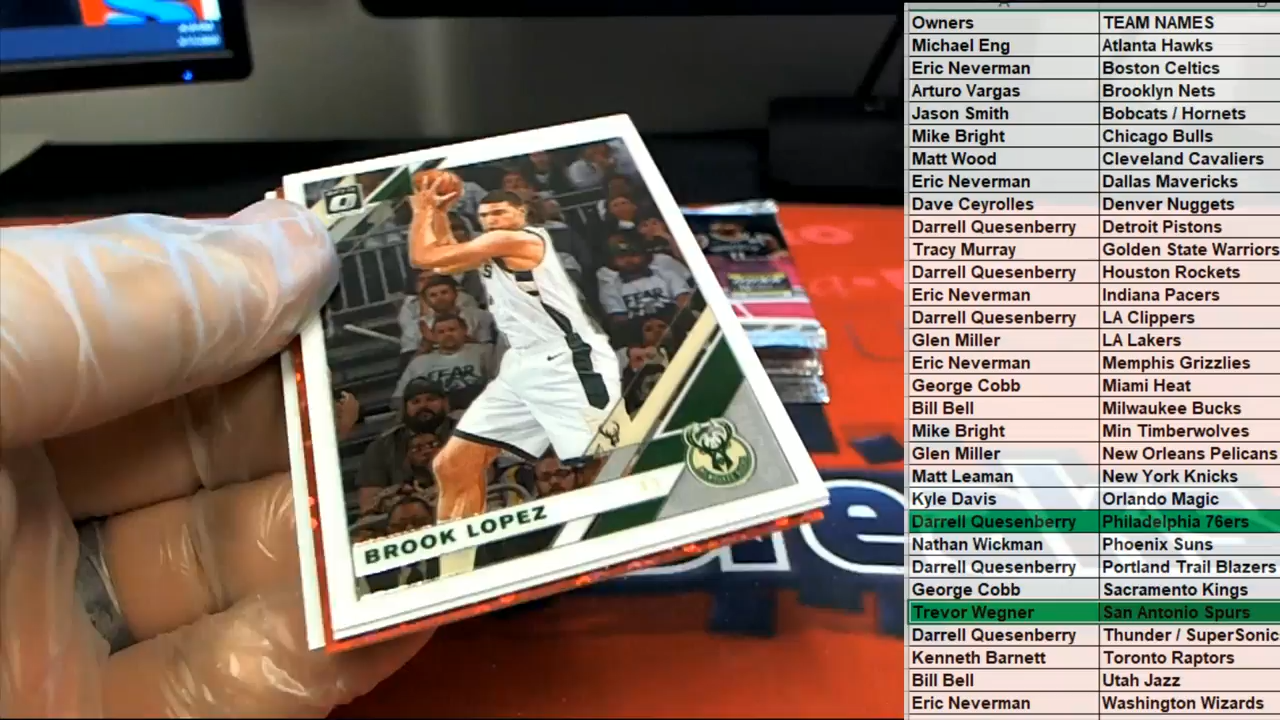 Owners TEAM NAMES
Michael Eng Atlanta Hawks
Eric Neverman Boston Celtics
Arturo Vargas Brooklyn Nets
Jason Smith Bobcats / Hornets
Mike Bright Chicago Bulls
Matt Wood Cleveland Cavaliers
Eric Neverman Dallas Mavericks
Dave Ceyrolles Denver Nuggets
Darrell Quesenberry Detroit Pistons
Tracy Murray Golden State Warriors
Darrell Quesenberry Houston Rockets
Eric Neverman Indiana Pacers
Darrell Quesenberry LA Clippers
Glen Miller LA Lakers
Eric Neverman Memphis Grizzlies
George Cobb Miami Heat
Bill Bell Milwaukee Bucks
Mike Bright Min Timberwolves
Glen Miller New Orleans Pelicans
Matt Leaman New York Knicks
Kyle Davis Orlando Magic
Darrell Quesenberry Philadelphia 76ers
Nathan Wickman Phoenix Suns
Darrell Quesenberry Portland Trail Blazers
George Cobb Sacramento Kings
Trevor Wegner San Antonio Spurs
Darrell Quesenberry Thunder / SuperSonic
Kenneth Barnett Toronto Raptors
Bill Bell Utah Jazz
Eric Neverman Washington Wizards
FEAR
FEAR
BROOK LOPEZ